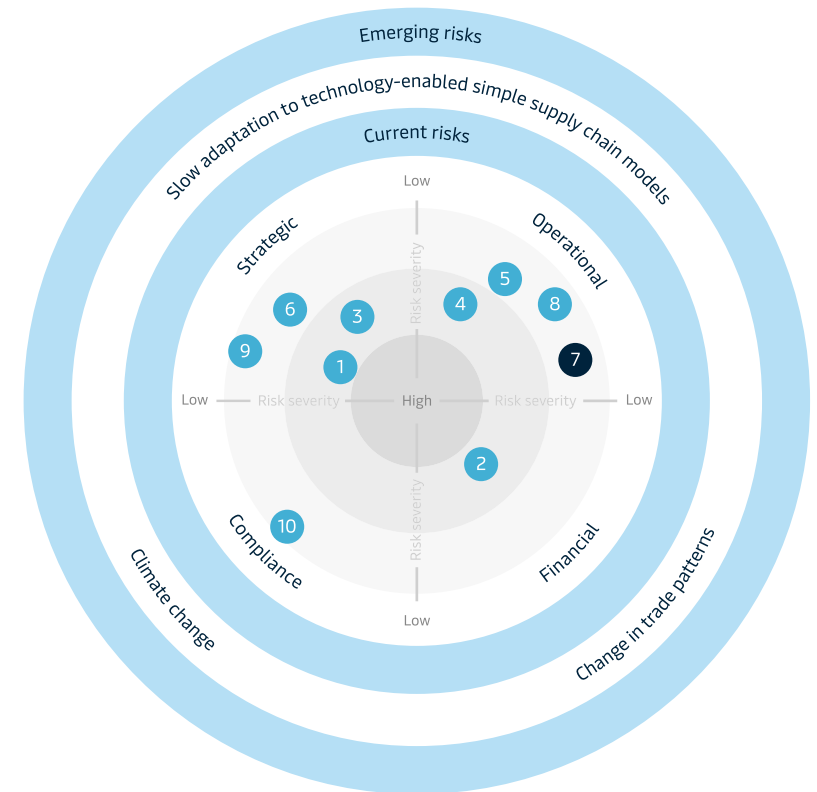 Emerging risks
Slow adaptation to technology-enabled simple supply chain models
Current risks
Low
Strategic
Operational
Risk severity
5
4
8
6
3
9
7
1
Low
Risk severity
High
Risk severity
Low
2
Risk severity
10
Compliance
Financial
Climate change
Change in trade patterns
Low